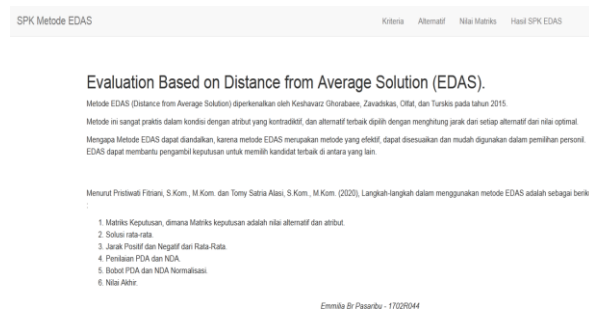 SPK Metode EDAS
Kriteria Alternatif Nilai Matriks Hasil SPK EDAS
Evaluation Based on Distance from Average Solution (EDAS).
Metode EDAS (Distance from Average Solution) diperkenalkan oleh Keshavarz Ghorabaee, Zavadskas, Olfat, dan Turskis pada tahun 2015.
Metode ini sangat praktis dalam kondisi dengan atribut yang kontradiktif, dan alternatif terbaik dipilih dengan menghitung jarak dari setiap alternatif dari nilai optimal.
Mengapa Metode EDAS dapat diandalkan, karena metode EDAS merupakan metode yang efektif, dapat disesuaikan dan mudah digunakan dalam pemilihan personil.
EDAS dapat membantu pengambil keputusan untuk memilih kandidat terbaik di antara yang lain.
Menurut Pristiwati Fitriani, S.Kom., M.Kom. dan Tomy Satria Alasi, S.Kom., M.Kom. (2020), Langkah-langkah dalam menggunakan metode EDAS adalah sebagai beriku
:
1. Matriks Keputusan, dimana Matriks keputusan adalah nilai alternatif dan atribut.
2. Solusi rata-rata.
3. Jarak Positif dan Negatif dari Rata-Rata.
4. Penilaian PDA dan NDA.
5. Bobot PDA dan NDA Normalisasi.
6. Nilai Akhir.
Emmilia Br Pasaribu - 1702R044